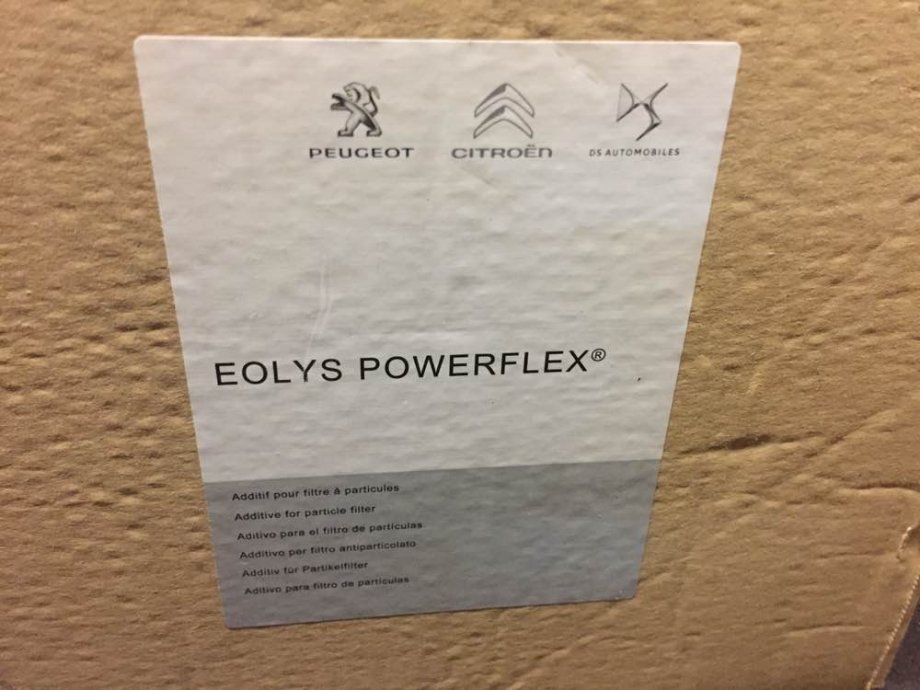 PEUGEOT CITROËN DS AUTOMOBILES
EOLYS POWERFLEX®
Additif pour filtre à particules
Additive for particle filter
Aditivo para el filtro de partículas
Additivo per filtro antiparticolato
Additiv für Partikelfilter
Aditivo para filtro de partículas